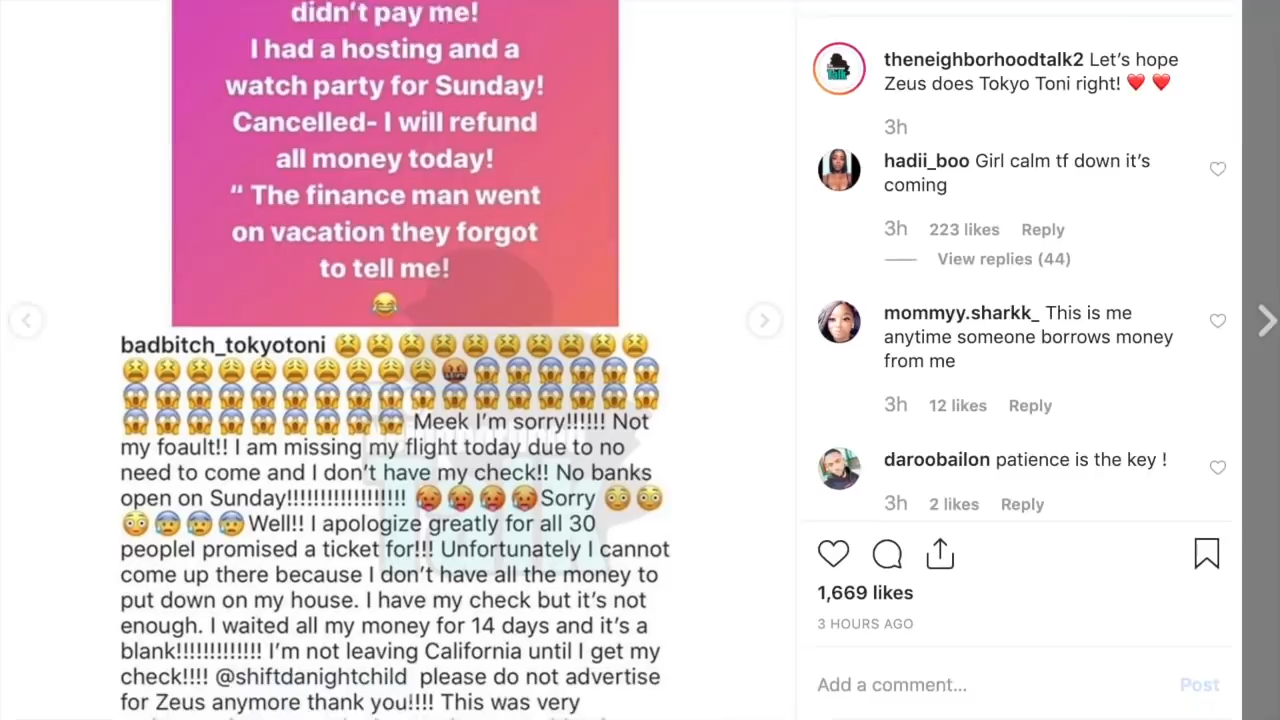 didn't pay me!
I had a hosting and a
watch party for Sunday!
Cancelled- I will refund
all money today!
“ The finance man went
on vacation they forgot
to tell me!
😂
badbitch_tokytoni 😫😫😫😫😫😫😫😫😫😫
😫😫😫😩😩😩😩😩😩😩🤬😱😱😱😱😱😱
😱😱😱😱😱😱😱😱😱😱😱😱😱😱😱😱😱
😱😱😱😱😱😱😱😱😱 Meek I'm sorry!!!!!! Not
my foault!! I am missing my flight today due to no
need to come and I don't have my check!! No banks
open on Sunday!!!!!!!!!!!!!!!!!! 🥵🥵🥵🥵Sorry 😳😳
😳😰😰😰Well!! I apologize greatly for all 30
peopleI promised a ticket for!!! Unfortunately I cannot
come up there because I don't have all the money to
put down on my house. I have my check but it's not
enough. I waited all my money for 14 days and it's a
blank!!!!!!!!!!!!! I'm not leaving California until I get my
check!!!! @shiftdanightchild please do not advertise
for Zeus anymore thank you!!!! This was very
theneighborhoodtalk2 Let's hope
Zeus does Tokyo Toni right! ❤️ ❤️
3h
hadii_boo Girl calm tf down it's
coming
3h 223 likes Reply
View replies (44)
mommyy.sharkk_ This is me
anytime someone borrows money
from me
3h 12 likes Reply
daroobailon patience is the key !
3h 2 likes Reply
1,669 likes
3 HOURS AGO
Add a comment... Post